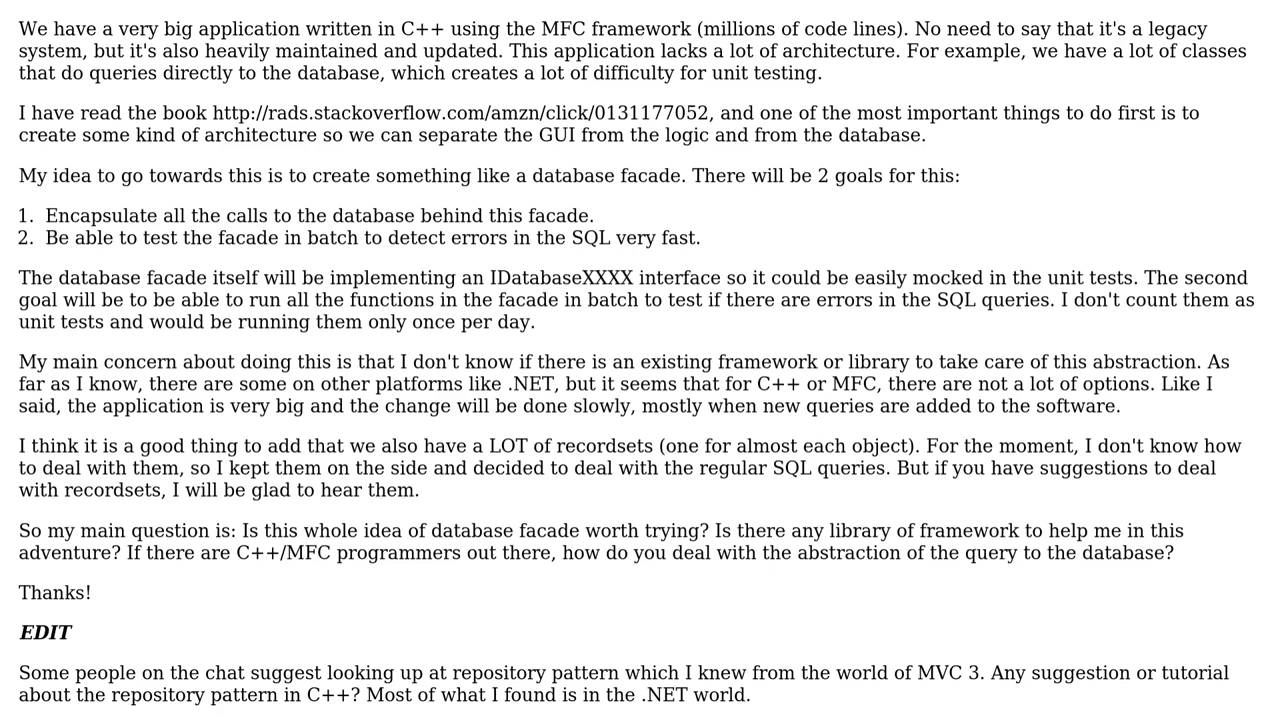 We have a very big application written in C++ using the MFC framework (millions of code lines). No need to say that it's a legacy
system, but it's also heavily maintained and updated. This application lacks a lot of architecture. For example, we have a lot of classes
that do queries directly to the database, which creates a lot of difficulty for unit testing.
I have read the book http://rads.stackoverflow.com/amzn/click/0131177052, and one of the most important things to do first is to
create some kind of architecture so we can separate the GUI from the logic and from the database.
My idea to go towards this is to create something like a database facade. There will be 2 goals for this:
1. Encapsulate all the calls to the database behind this facade.
2. Be able to test the facade in batch to detect errors in the SQL very fast.
The database facade itself will be implementing an IDatabaseXXXX interface so it could be easily mocked in the unit tests. The second
goal will be to be able to run all the functions in the facade in batch to test if there are errors in the SQL queries. I don't count them as
unit tests and would be running them only once per day.
My main concern about doing this is that I don't know if there is an existing framework or library to take care of this abstraction. As
far as I know, there are some on other platforms like .NET, but it seems that for C++ or MFC, there are not a lot of options. Like I
said, the application is very big and the change will be done slowly, mostly when new queries are added to the software.
I think it is a good thing to add that we also have a LOT of recordsets (one for almost each object). For the moment, I don't know how
to deal with them, so I kept them on the side and decided to deal with the regular SQL queries. But if you have suggestions to deal
with recordsets, I will be glad to hear them.
So my main question is: Is this whole idea of database facade worth trying? Is there any library of framework to help me in this
adventure? If there are C++/MFC programmers out there, how do you deal with the abstraction of the query to the database?
Thanks!
EDIT
Some people on the chat suggest looking up at repository pattern which I knew from the world of MVC 3. Any suggestion or tutorial
about the repository pattern in C++? Most of what I found is in the .NET world.